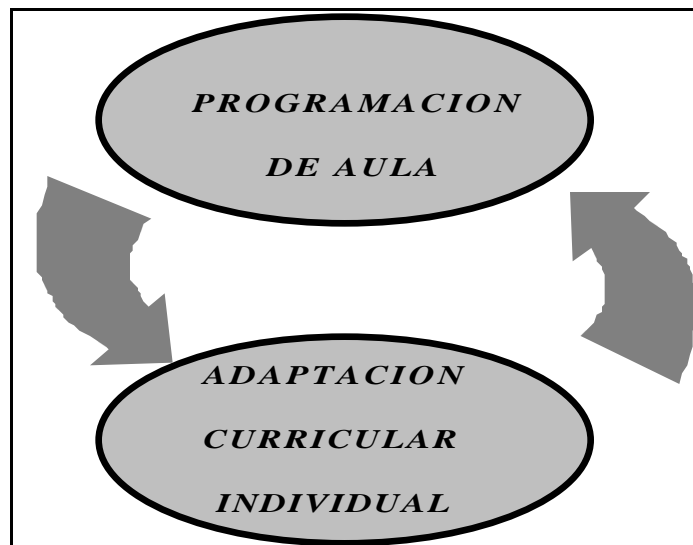 PROGRAMACION
DE AULA
ADAPTACION
CURRICULAR
INDIVIDUAL